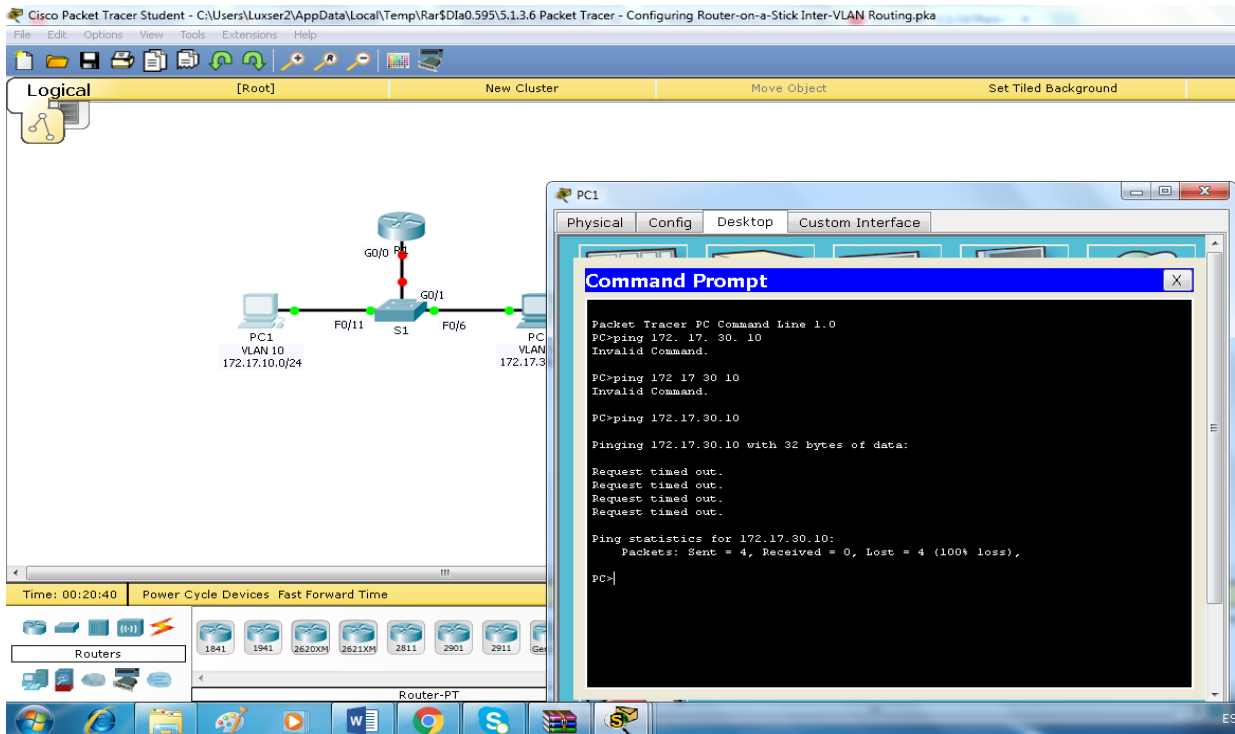 Cisco Packet Tracer Student - C:\Users\Luxser2\AppData\Local\Temp\Rar$DIa0.595\5.1.3.6 Packet Tracer - Configuring Router-on-a-Stick Inter-VLAN Routing.pka
File Edit Options View Tools Extensions Help
Logical [Root] New Cluster Move Object Set Tiled Background
PC1
Physical Config Desktop Custom Interface
G0/0 R1
G0/1
F0/11 S1 F0/6
PC1
VLAN 10
172.17.10.0/24
PC
VLAN
172.17.3
Command Prompt X
Packet Tracer PC Command Line 1.0
PC>ping 172. 17. 30. 10
Invalid Command.
PC>ping 172 17 30 10
Invalid Command.
PC>ping 172.17.30.10
Pinging 172.17.30.10 with 32 bytes of data:
Request timed out.
Request timed out.
Request timed out.
Request timed out.
Ping statistics for 172.17.30.10:
Packets: Sent = 4, Received = 0, Lost = 4 (100% loss),
PC>
Time: 00:20:40 Power Cycle Devices Fast Forward Time
Routers
1841 1941 2620XM 2621XM 2811 2901 2911 Ge
Router-PT
ES